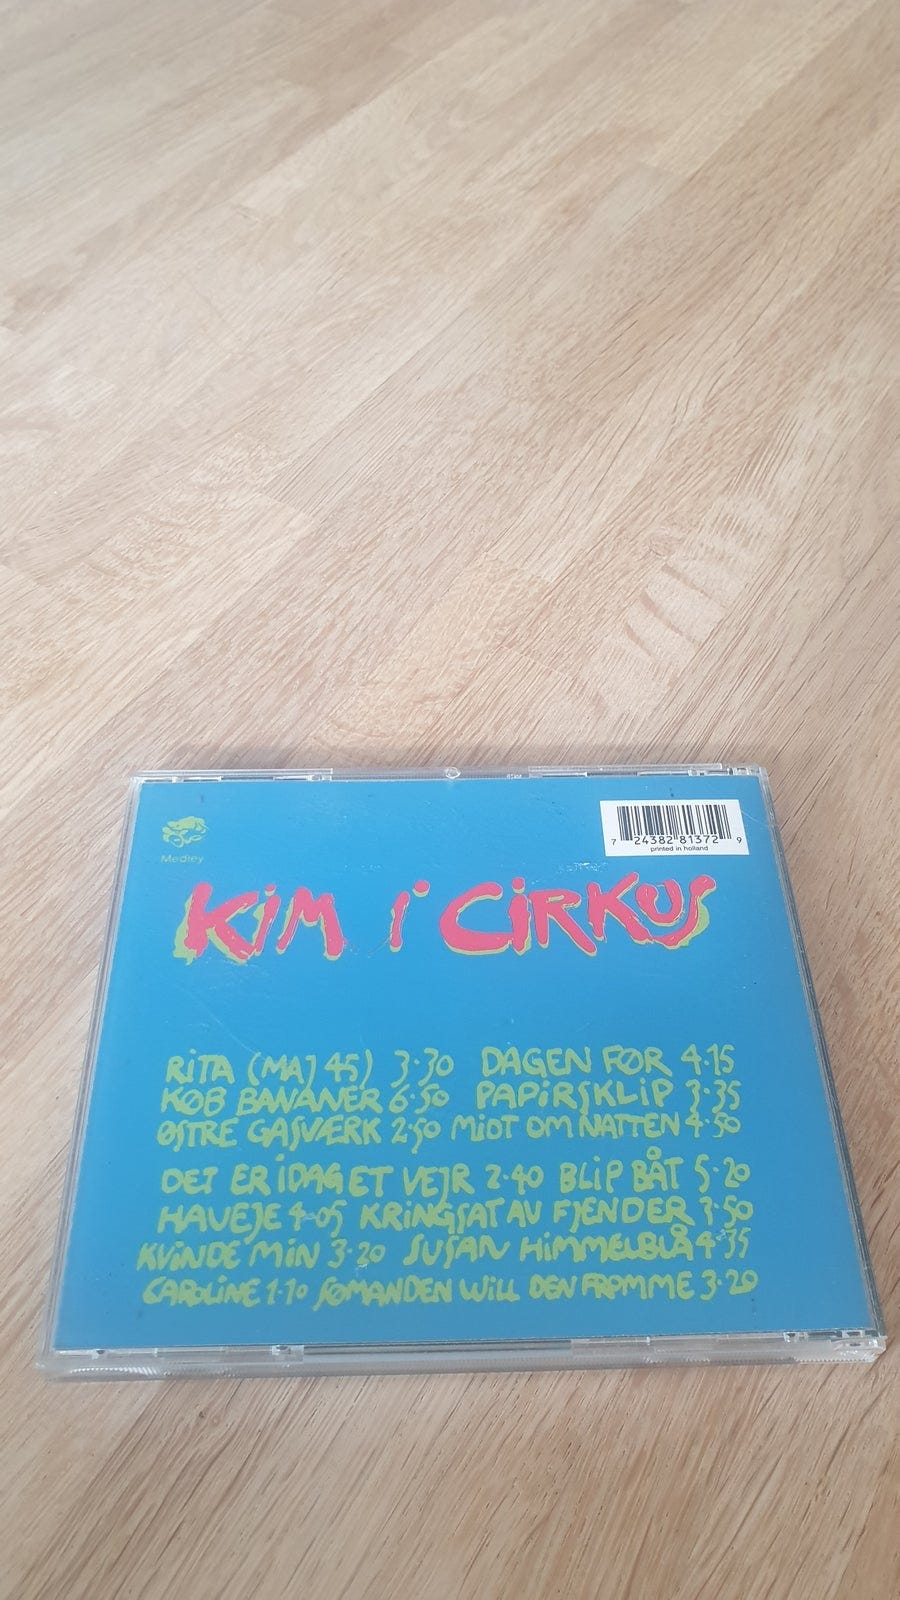 7 24382 81372 9
printed in holland
Medley
KIM I CIRKUS
RITA (MAJ 45) 3·30 DAGEN FØR 4·15
KØB BANANER 6·50 PAPIRSKLIP 3·35
ØSTRE GASVÆRK 2·50 MIDT OM NATTEN 4·50
DET ER I DAG ET VEJR 2·40 BLIP BÅT 5·20
HAVEJE 4·05 KRINGSAT AV FJENDER 3·50
KVINDE MIN 3·20 SUSAN HIMMELBLÅ 4·35
CAROLINE 1·10 SØMANDEN WILL DEN FROMME 3·20